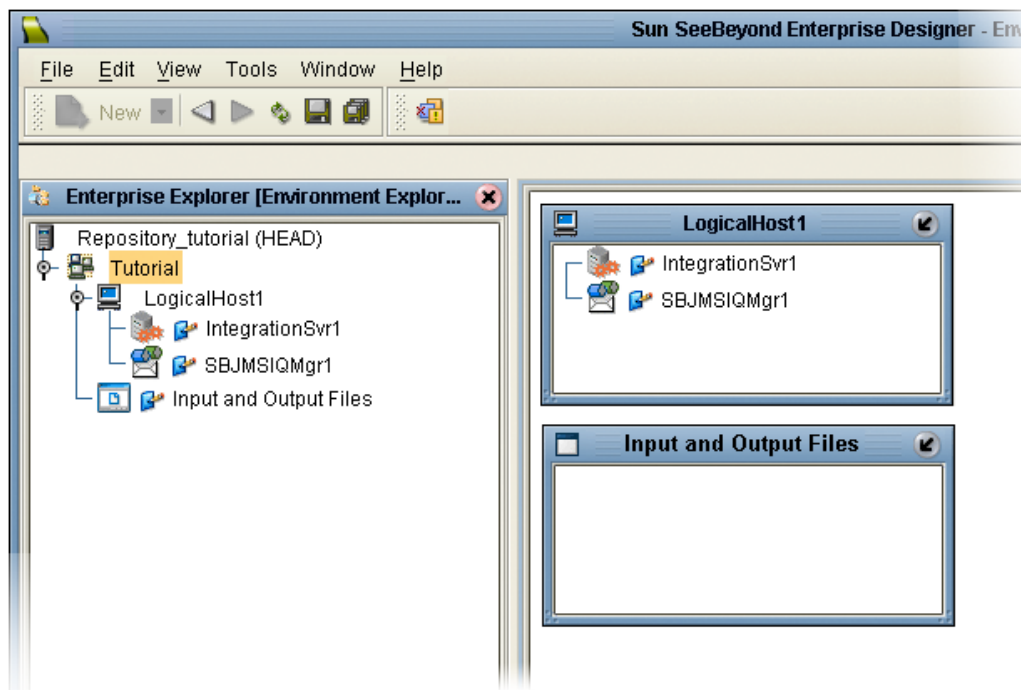 Sun SeeBeyond Enterprise Designer - En
File Edit View Tools Window Help
New
Enterprise Explorer [Environment Explor...
Repository_tutorial (HEAD)
Tutorial
LogicalHost1
IntegrationSvr1
SBJMSIQMgr1
Input and Output Files
LogicalHost1
IntegrationSvr1
SBJMSIQMgr1
Input and Output Files